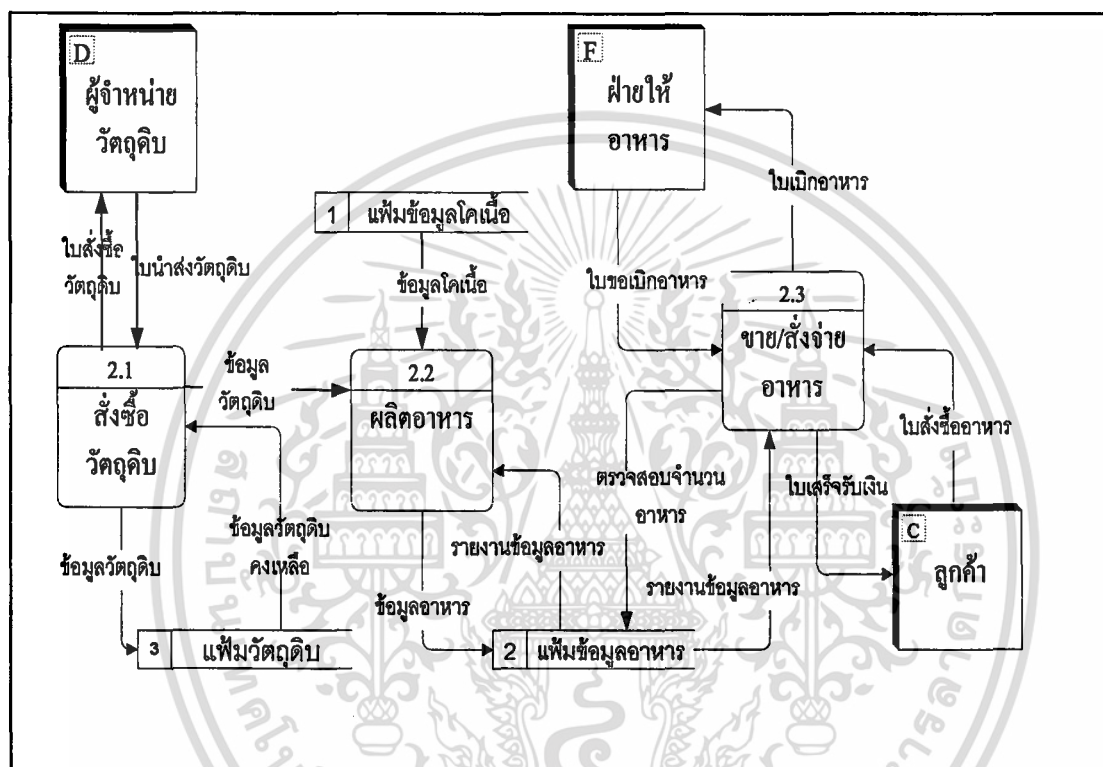 D
ผู้จำหน่าย
วัตถุดิบ
F
ฝ่ายให้
อาหาร
ใบเบิกอาหาร
1 แฟ้มข้อมูลโคเนื้อ
ใบสั่งซื้อ
วัตถุดิบ
ใบนำส่งวัตถุดิบ
ข้อมูลโคเนื้อ
ใบขอเบิกอาหาร
2.1
สั่งซื้อ
วัตถุดิบ
ข้อมูล
วัตถุดิบ
2.2
ผลิตอาหาร
2.3
ขาย/สั่งจ่าย
อาหาร
ใบสั่งซื้ออาหาร
ตรวจสอบจำนวน
อาหาร
ใบเสร็จรับเงิน
C
ลูกค้า
ข้อมูลวัตถุดิบ
ข้อมูลวัตถุดิบ
คงเหลือ
รายงานข้อมูลอาหาร
ข้อมูลอาหาร
รายงานข้อมูลอาหาร
3 แฟ้มวัตถุดิบ
2 แฟ้มข้อมูลอาหาร